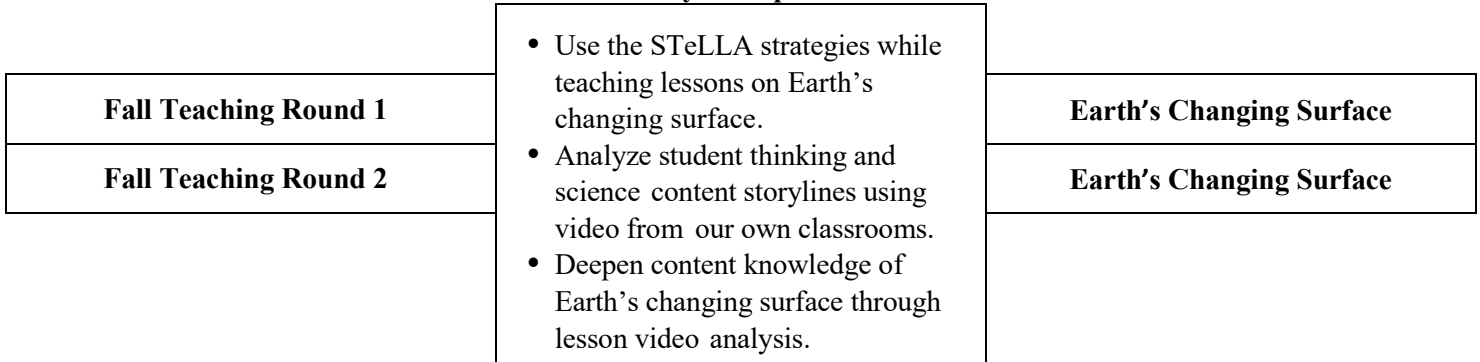 • Use the STeLLA strategies while
teaching lessons on Earth’s
changing surface.
• Analyze student thinking and
science content storylines using
video from our own classrooms.
• Deepen content knowledge of
Earth’s changing surface through
lesson video analysis.
Fall Teaching Round 1
Fall Teaching Round 2
Earth’s Changing Surface
Earth’s Changing Surface